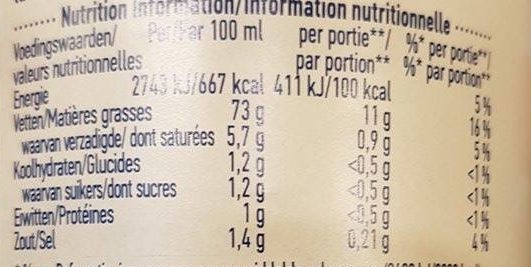 Nutrition Information/Information nutritionnelle
Voedingswaarden/ Per/Par 100 ml per portie**/ %* per portie**/
valeurs nutritionnelles par portion** %* par portion**
Energie 2743 kJ/667 kcal 411 kJ/100 kcal 5%
Vetten/Matières grasses 73 g 11 g 16%
waarvan verzadigde/ dont saturées 5,7 g 0,9 g 5%
Koolhydraten/Glucides 1,2 g <0,5 g <1%
waarvan suikers/dont sucres 1,2 g <0,5 g <1%
Eiwitten/Protéines 1 g <0,5 g <1%
Zout/Sel 1,4 g 0,21 g 4%